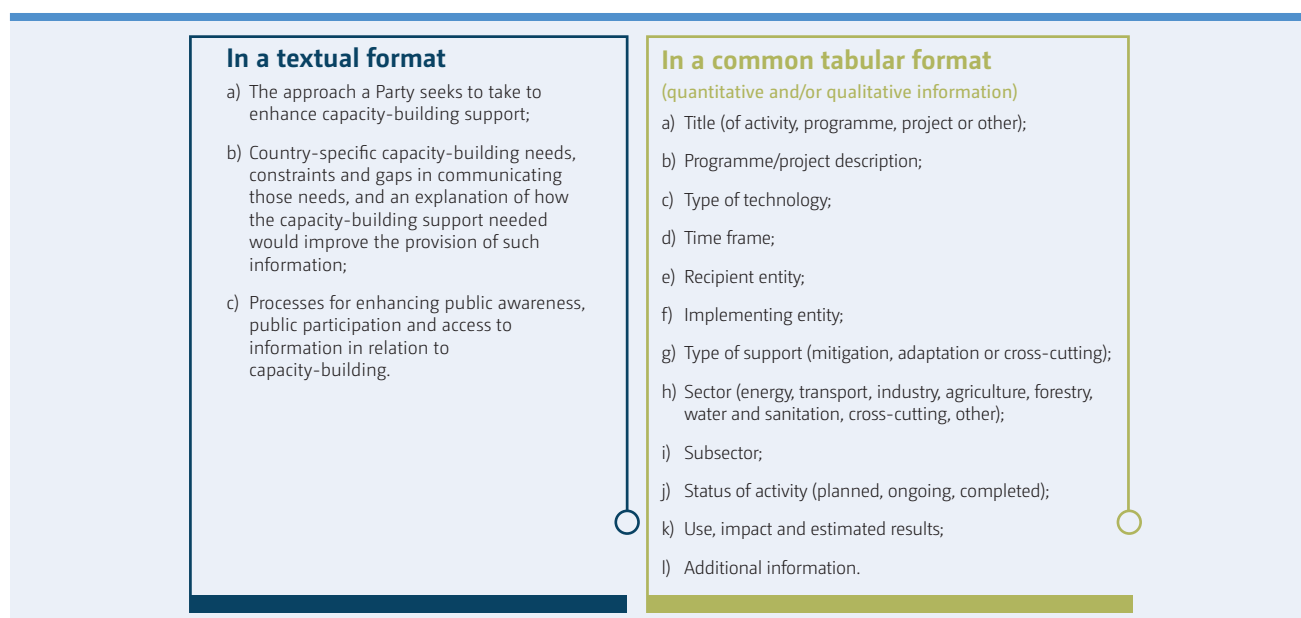 In a textual format
a) The approach a Party seeks to take to
enhance capacity-building support;
b) Country-specific capacity-building needs,
constraints and gaps in communicating
those needs, and an explanation of how
the capacity-building support needed
would improve the provision of such
information;
c) Processes for enhancing public awareness,
public participation and access to
information in relation to
capacity-building.
In a common tabular format
(quantitative and/or qualitative information)
a) Title (of activity, programme, project or other);
b) Programme/project description;
c) Type of technology;
d) Time frame;
e) Recipient entity;
f) Implementing entity;
g) Type of support (mitigation, adaptation or cross-cutting);
h) Sector (energy, transport, industry, agriculture, forestry,
water and sanitation, cross-cutting, other);
i) Subsector;
j) Status of activity (planned, ongoing, completed);
k) Use, impact and estimated results;
l) Additional information.